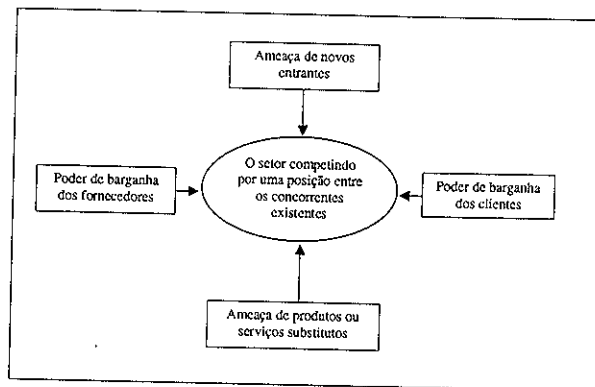 Ameaça de novos
entrantes
O setor competindo
por uma posição entre
os concorrentes
existentes
Poder de barganha
dos fornecedores
Poder de barganha
dos clientes
Ameaça de produtos ou
serviços substitutos